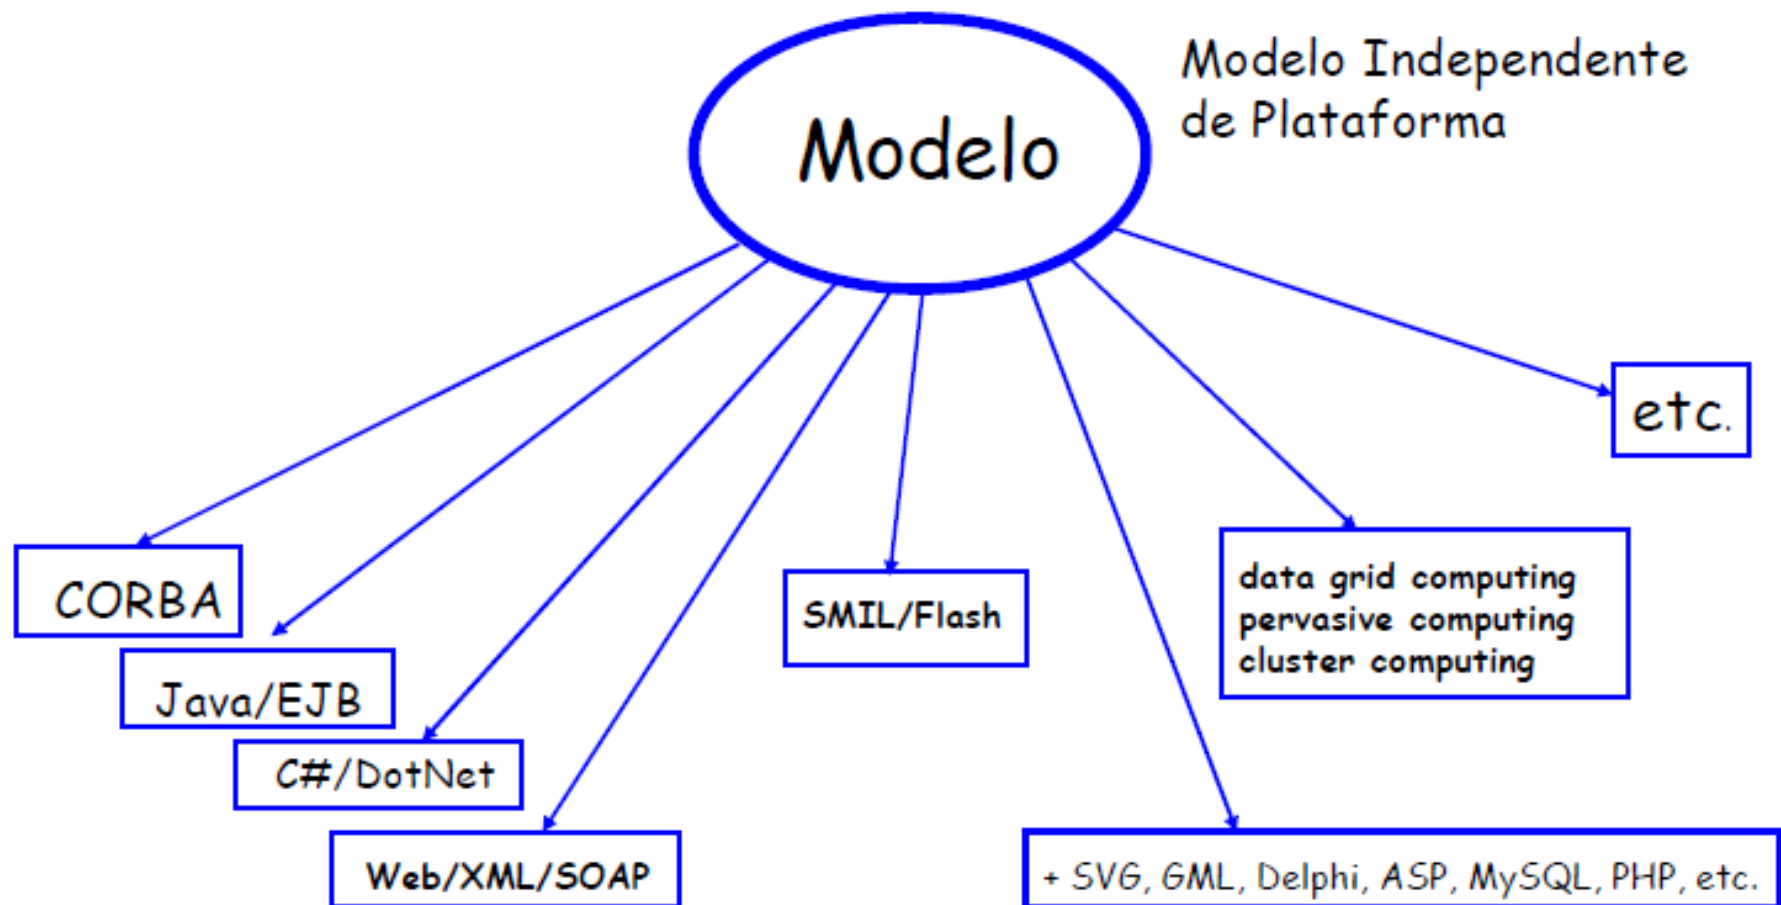 Modelo
Modelo Independente
de Plataforma
etc.
CORBA
Java/EJB
C#/DotNet
Web/XML/SOAP
SMIL/Flash
data grid computing
pervasive computing
cluster computing
+ SVG, GML, Delphi, ASP, MySQL, PHP, etc.